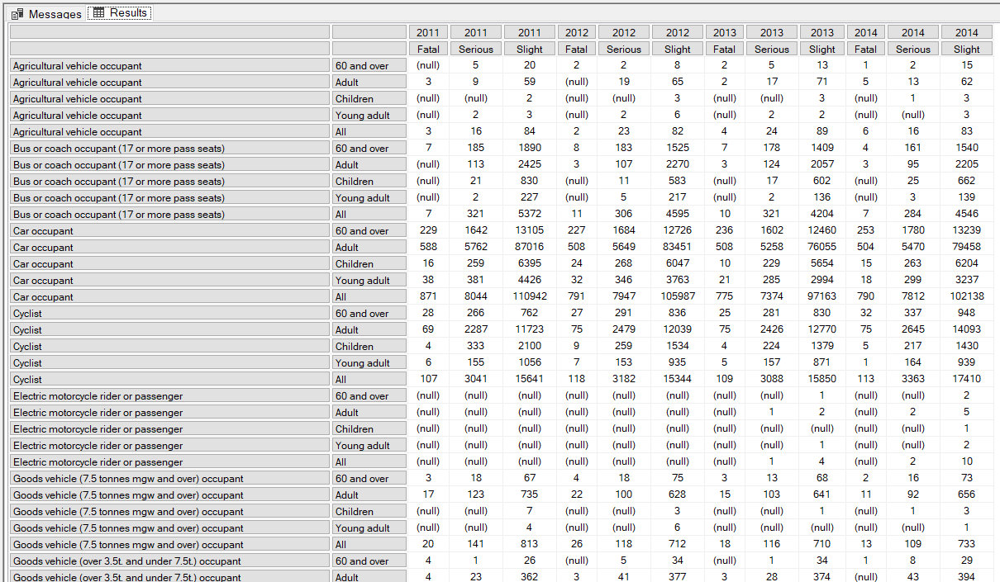 Messages Results
2011 2011 2011 2012 2012 2012 2013 2013 2013 2014 2014 2014
Fatal Serious Slight Fatal Serious Slight Fatal Serious Slight Fatal Serious Slight
Agricultural vehicle occupant 60 and over (null) 5 20 2 2 8 2 5 13 1 2 15
Agricultural vehicle occupant Adult 3 9 59 (null) 19 65 2 17 71 5 13 62
Agricultural vehicle occupant Children (null) (null) 2 (null) (null) 3 (null) (null) 3 (null) 1 3
Agricultural vehicle occupant Young adult (null) 2 3 (null) 2 6 (null) 2 2 (null) (null) 3
Agricultural vehicle occupant All 3 16 84 2 23 82 4 24 89 6 16 83
Bus or coach occupant (17 or more pass seats) 60 and over 7 185 1890 8 183 1525 7 178 1409 4 161 1540
Bus or coach occupant (17 or more pass seats) Adult (null) 113 2425 3 107 2270 3 124 2057 3 95 2205
Bus or coach occupant (17 or more pass seats) Children (null) 21 830 (null) 11 583 (null) 17 602 (null) 25 662
Bus or coach occupant (17 or more pass seats) Young adult (null) 2 227 (null) 5 217 (null) 2 136 (null) 3 139
Bus or coach occupant (17 or more pass seats) All 7 321 5372 11 306 4595 10 321 4204 7 284 4546
Car occupant 60 and over 229 1642 13105 227 1684 12726 236 1602 12460 253 1780 13239
Car occupant Adult 588 5762 87016 508 5649 83451 508 5258 76055 504 5470 79458
Car occupant Children 16 259 6395 24 268 6047 10 229 5654 15 263 6204
Car occupant Young adult 38 381 4426 32 346 3763 21 285 2994 18 299 3237
Car occupant All 871 8044 110942 791 7947 105987 775 7374 97163 790 7812 102138
Cyclist 60 and over 28 266 762 27 291 836 25 281 830 32 337 948
Cyclist Adult 69 2287 11723 75 2479 12039 75 2426 12770 75 2645 14093
Cyclist Children 4 333 2100 9 259 1534 4 224 1379 5 217 1430
Cyclist Young adult 6 155 1056 7 153 935 5 157 871 1 164 939
Cyclist All 107 3041 15641 118 3182 15344 109 3088 15850 113 3363 17410
Electric motorcycle rider or passenger 60 and over (null) (null) (null) (null) (null) (null) (null) (null) 1 (null) (null) 2
Electric motorcycle rider or passenger Adult (null) (null) (null) (null) (null) (null) (null) 1 2 (null) 2 5
Electric motorcycle rider or passenger Children (null) (null) (null) (null) (null) (null) (null) (null) (null) (null) (null) 1
Electric motorcycle rider or passenger Young adult (null) (null) (null) (null) (null) (null) (null) (null) 1 (null) (null) 2
Electric motorcycle rider or passenger All (null) (null) (null) (null) (null) (null) (null) 1 4 (null) 2 10
Goods vehicle (7.5 tonnes mgw and over) occupant 60 and over 3 18 67 4 18 75 3 13 68 2 16 73
Goods vehicle (7.5 tonnes mgw and over) occupant Adult 17 123 735 22 100 628 15 103 641 11 92 656
Goods vehicle (7.5 tonnes mgw and over) occupant Children (null) (null) 7 (null) (null) 3 (null) (null) 1 (null) 1 3
Goods vehicle (7.5 tonnes mgw and over) occupant Young adult (null) (null) 4 (null) (null) 6 (null) (null) (null) (null) (null) 1
Goods vehicle (7.5 tonnes mgw and over) occupant All 20 141 813 26 118 712 18 116 710 13 109 733
Goods vehicle (over 3.5t. and under 7.5t.) occupant 60 and over 4 1 26 (null) 5 34 (null) 1 34 1 8 29
Goods vehicle (over 3.5t. and under 7.5t.) occupant Adult 4 23 362 3 41 377 3 28 374 (null) 43 394